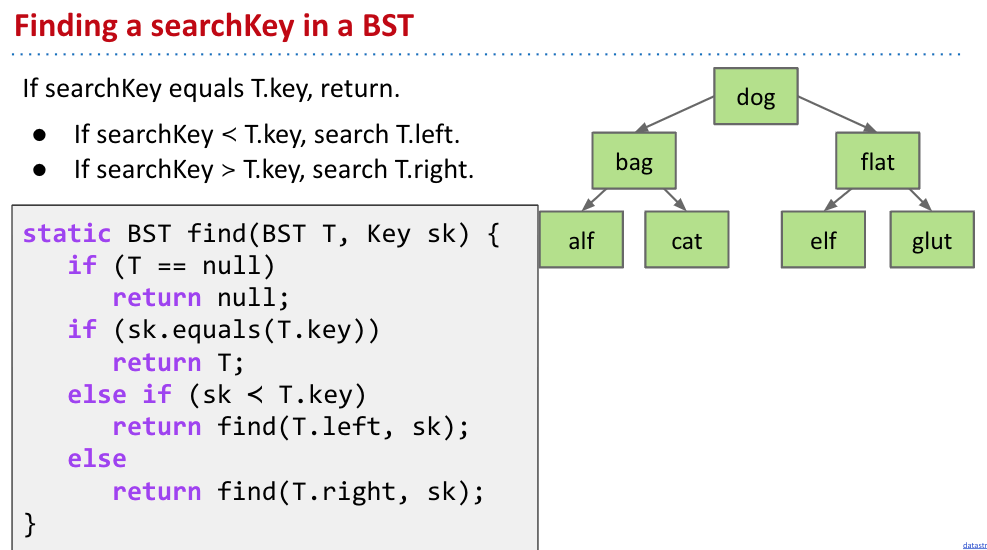 Finding a searchKey in a BST
If searchKey equals T.key, return.
● If searchKey ≺ T.key, search T.left.
● If searchKey ≻ T.key, search T.right.
static BST find(BST T, Key sk) {
   if (T == null)
      return null;
   if (sk.equals(T.key))
      return T;
   else if (sk ≺ T.key)
      return find(T.left, sk);
   else
      return find(T.right, sk);
}
dog
bag flat
alf cat elf glut
datastr